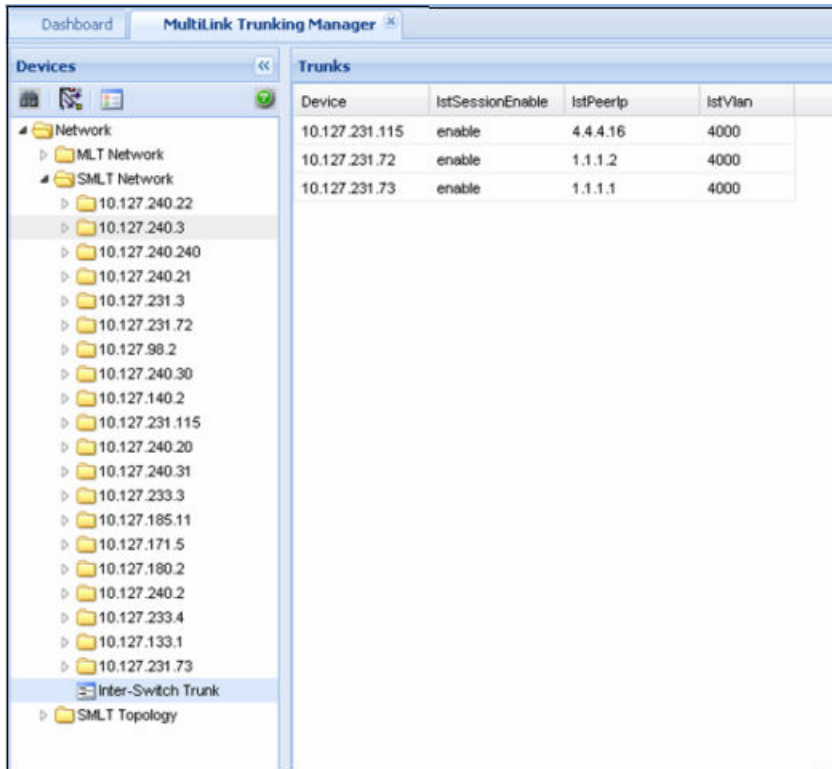 Dashboard MultiLink Trunking Manager
Devices
Trunks
Device IstSessionEnable IstPeerIp IstVlan
10.127.231.115 enable 4.4.4.16 4000
10.127.231.72 enable 1.1.1.2 4000
10.127.231.73 enable 1.1.1.1 4000
Network
MLT Network
SMLT Network
10.127.240.22
10.127.240.3
10.127.240.240
10.127.240.21
10.127.231.3
10.127.231.72
10.127.98.2
10.127.240.30
10.127.140.2
10.127.231.115
10.127.240.20
10.127.240.31
10.127.233.3
10.127.185.11
10.127.171.5
10.127.180.2
10.127.240.2
10.127.233.4
10.127.133.1
10.127.231.73
Inter-Switch Trunk
SMLT Topology